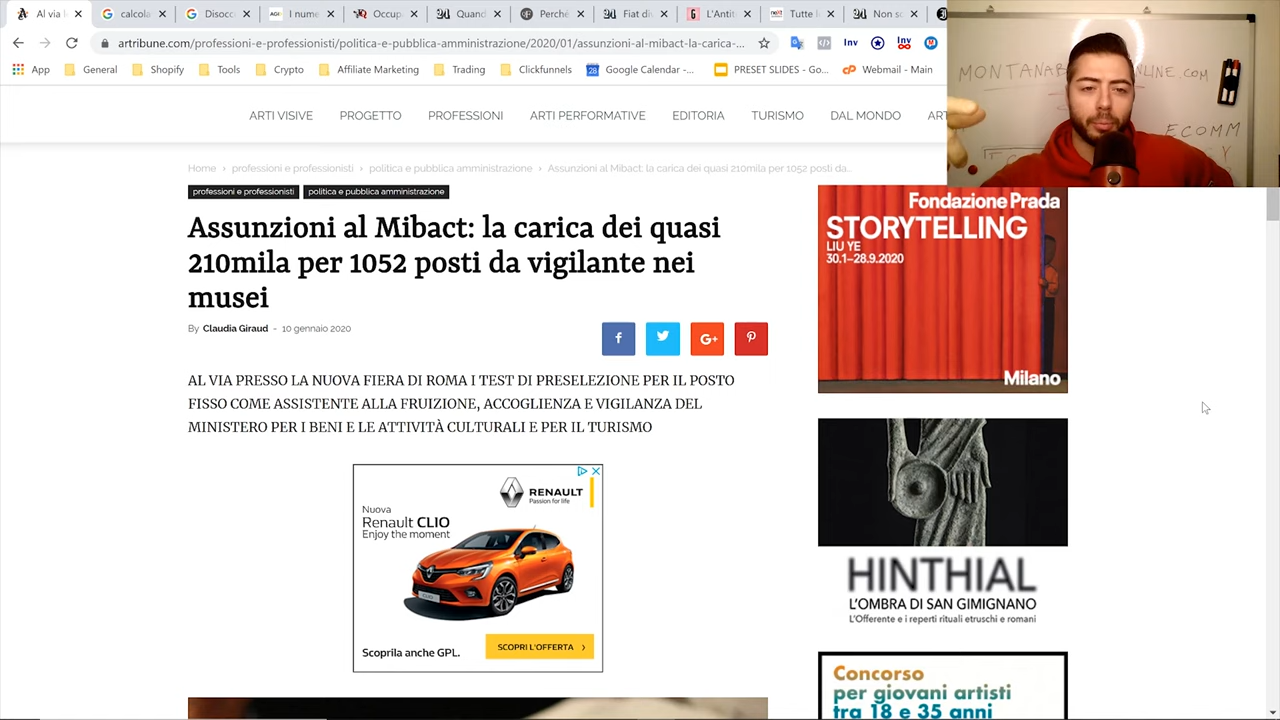 Al via l
calcola
Disocc
I nume
Occup
Quand
Perchè
Fiat di
L'Antit
Tutte l
Non sc
artribune.com/professioni-e-professionisti/politica-e-pubblica-amministrazione/2020/01/assunzioni-al-mibact-la-carica-...
App
General
Shopify
Tools
Crypto
Affiliate Marketing
Trading
Clickfunnels
Google Calendar -...
PRESET SLIDES - Go...
Webmail - Main
ARTI VISIVE
PROGETTO
PROFESSIONI
ARTI PERFORMATIVE
EDITORIA
TURISMO
DAL MONDO
ART
Home › professioni e professionisti › politica e pubblica amministrazione › Assunzioni al Mibact: la carica dei quasi 210mila per 1052 posti da...
professioni e professionisti
politica e pubblica amministrazione
Assunzioni al Mibact: la carica dei quasi
210mila per 1052 posti da vigilante nei
musei
By Claudia Giraud - 10 gennaio 2020
f
G+
AL VIA PRESSO LA NUOVA FIERA DI ROMA I TEST DI PRESELEZIONE PER IL POSTO
FISSO COME ASSISTENTE ALLA FRUIZIONE, ACCOGLIENZA E VIGILANZA DEL
MINISTERO PER I BENI E LE ATTIVITÀ CULTURALI E PER IL TURISMO
RENAULT
Passion for life
Nuova
Renault CLIO
Enjoy the moment
CLIO
Scoprila anche GPL.
SCOPRI L'OFFERTA ›
ECOMM
Fondazione Prada
STORYTELLING
LIU YE
30.1–28.9.2020
Milano
HINTHIAL
L'OMBRA DI SAN GIMIGNANO
L'Offerente e i reperti rituali etruschi e romani
Concorso
per giovani artisti
tra 18 e 35 anni